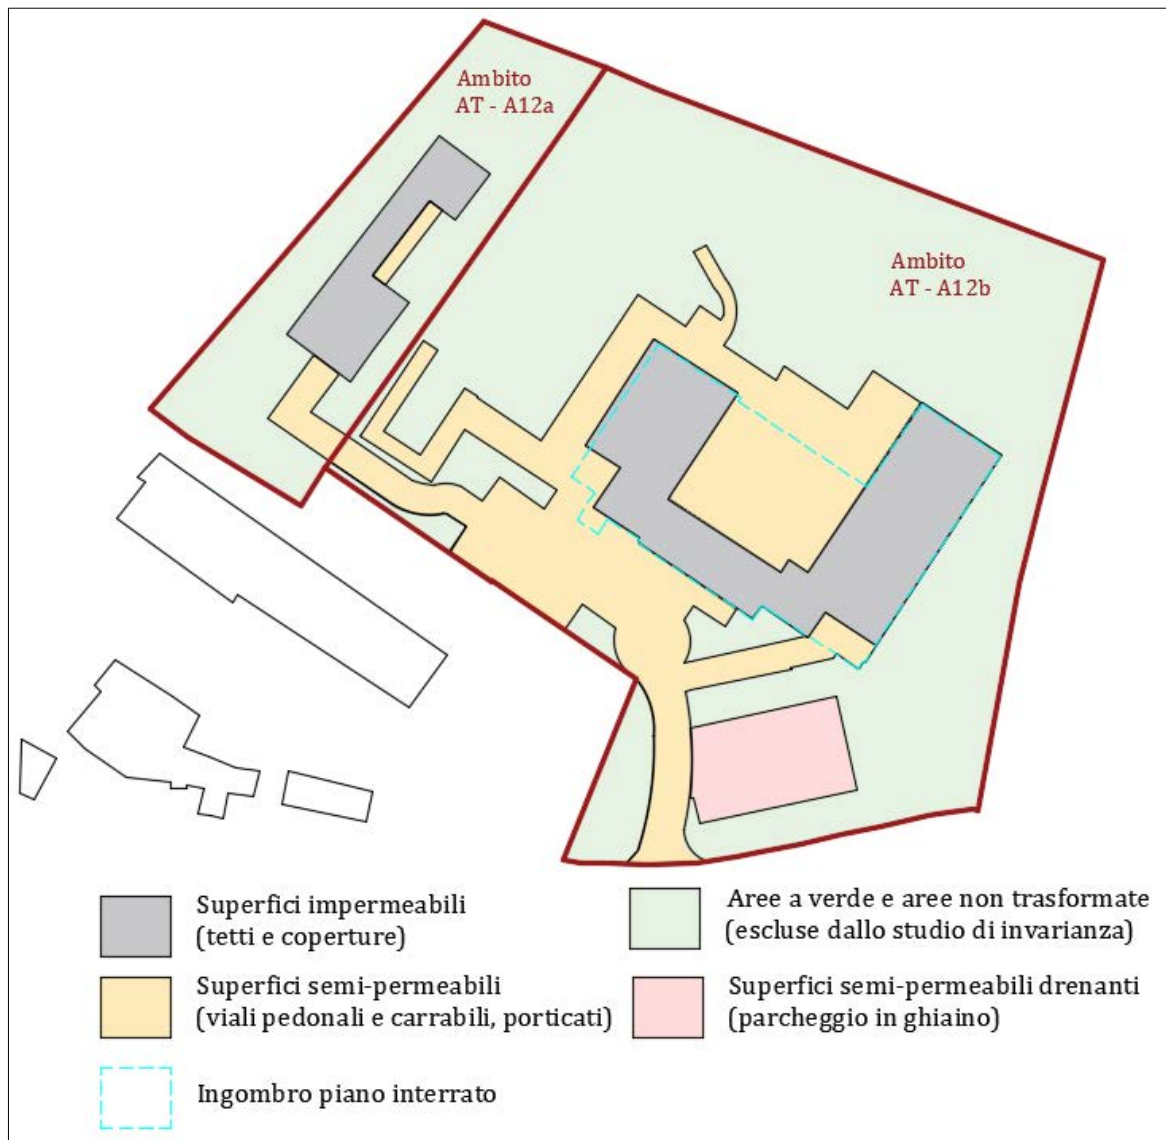 Ambito
AT - A12a
Ambito
AT - A12b
Superfici impermeabili
(tetti e coperture)
Aree a verde e aree non trasformate
(escluse dallo studio di invarianza)
Superfici semi-permeabili
(viali pedonali e carrabili, porticati)
Superfici semi-permeabili drenanti
(parcheggio in ghiaino)
Ingombro piano interrato